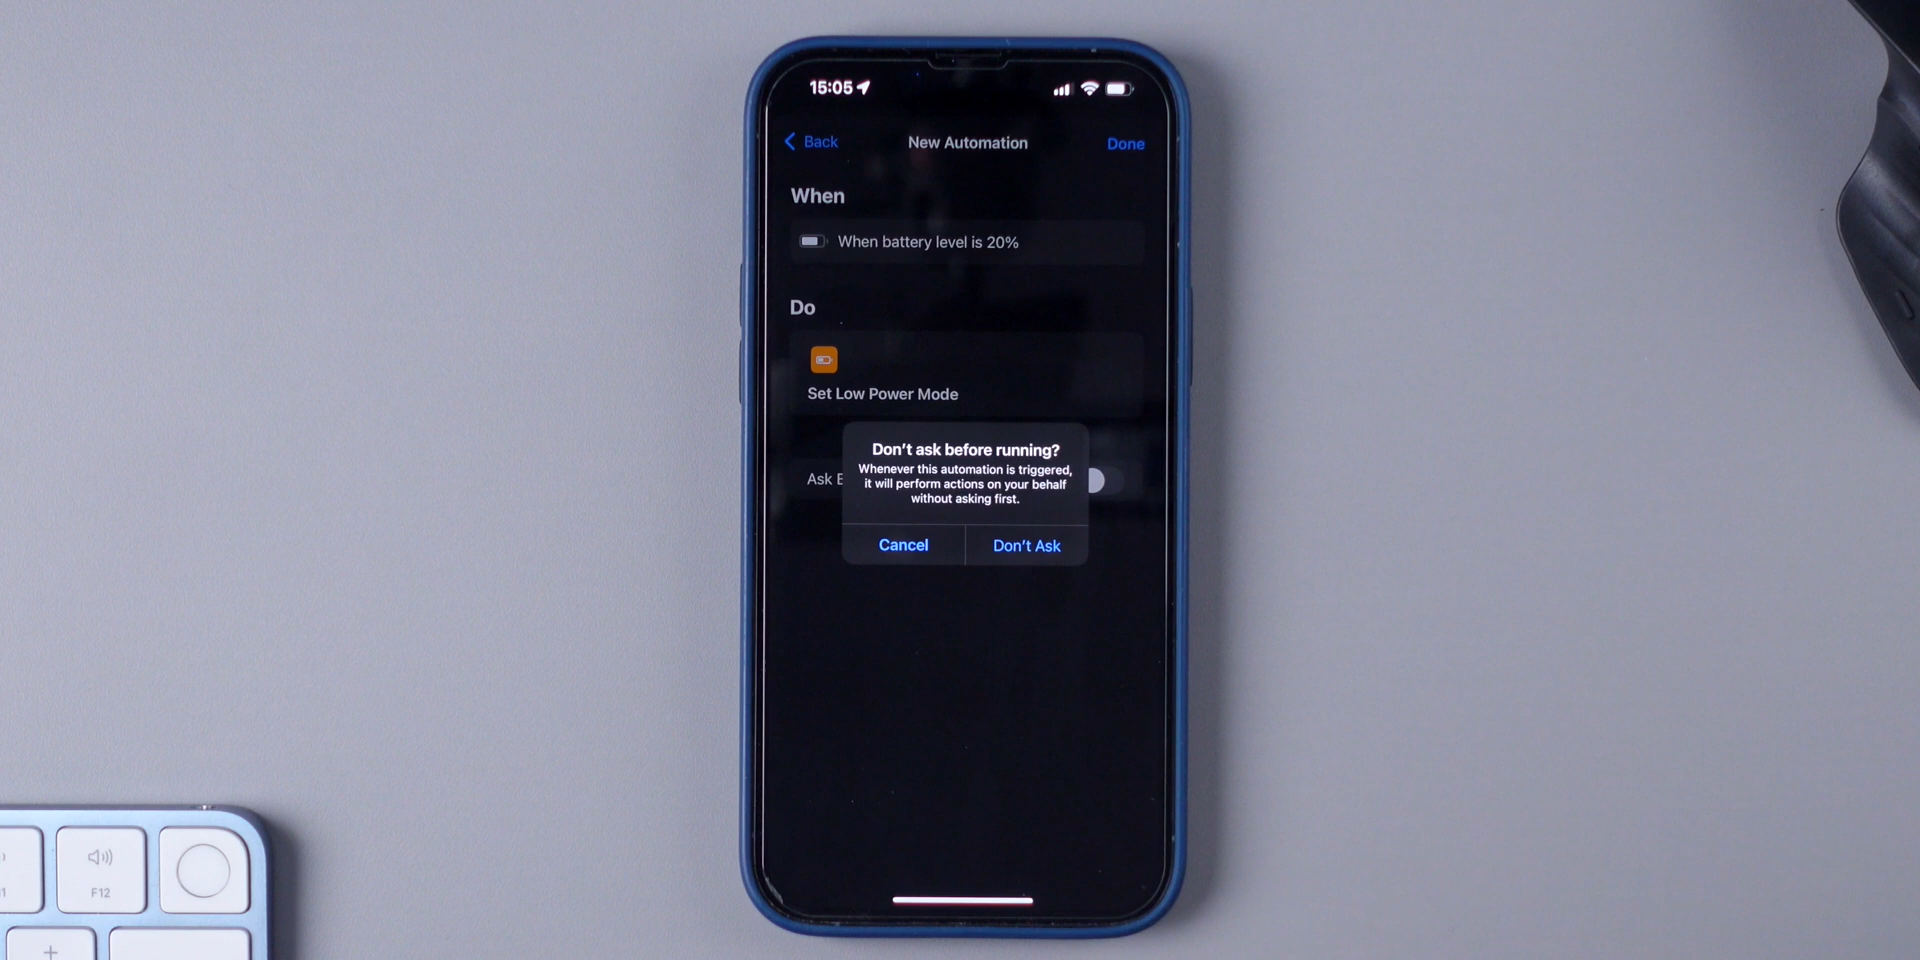 15:05
Back
New Automation
Done
When
When battery level is 20%
Do
Set Low Power Mode
Don't ask before running?
Whenever this automation is triggered,
it will perform actions on your behalf
without asking first.
Ask
Cancel
Don't Ask
F12
+